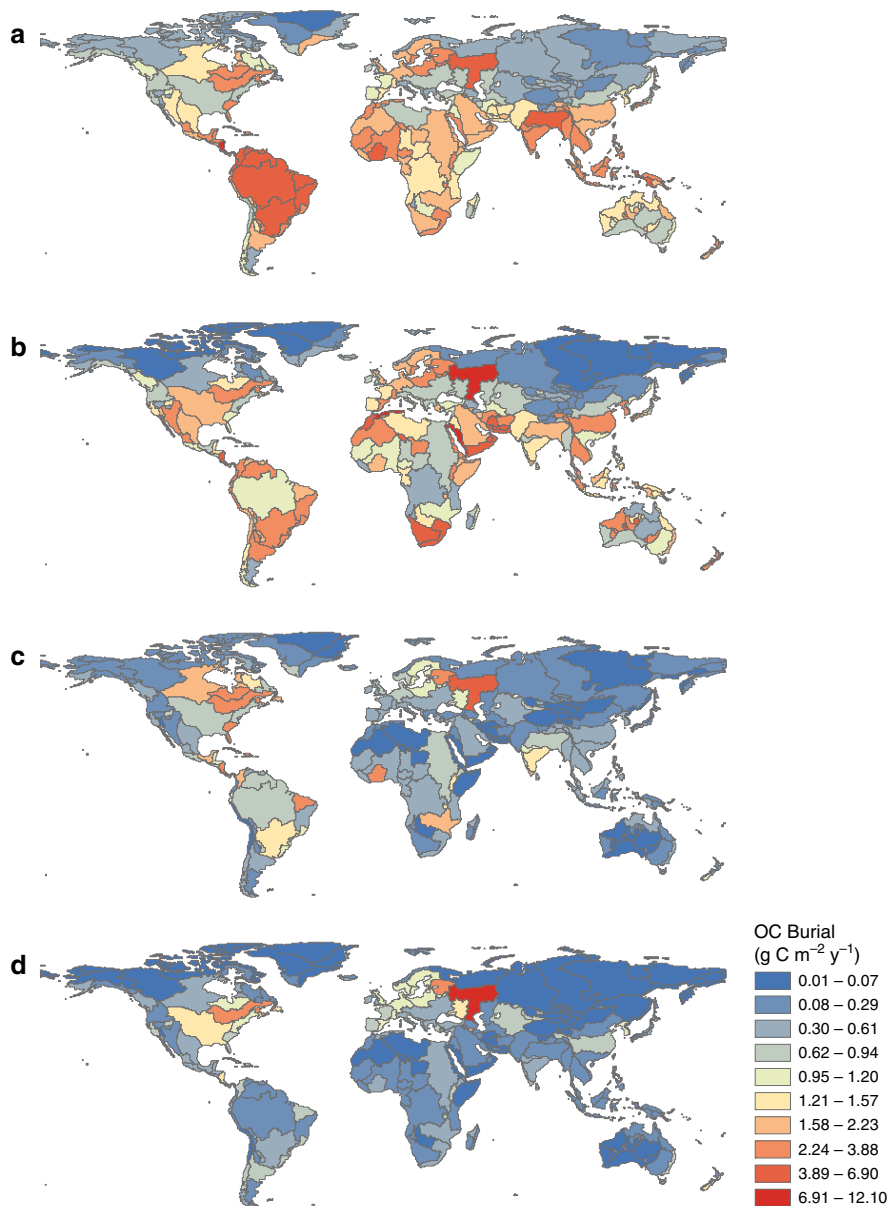 a
b
c
d
OC Burial
(g C m⁻² y⁻¹)
0.01 – 0.07
0.08 – 0.29
0.30 – 0.61
0.62 – 0.94
0.95 – 1.20
1.21 – 1.57
1.58 – 2.23
2.24 – 3.88
3.89 – 6.90
6.91 – 12.10